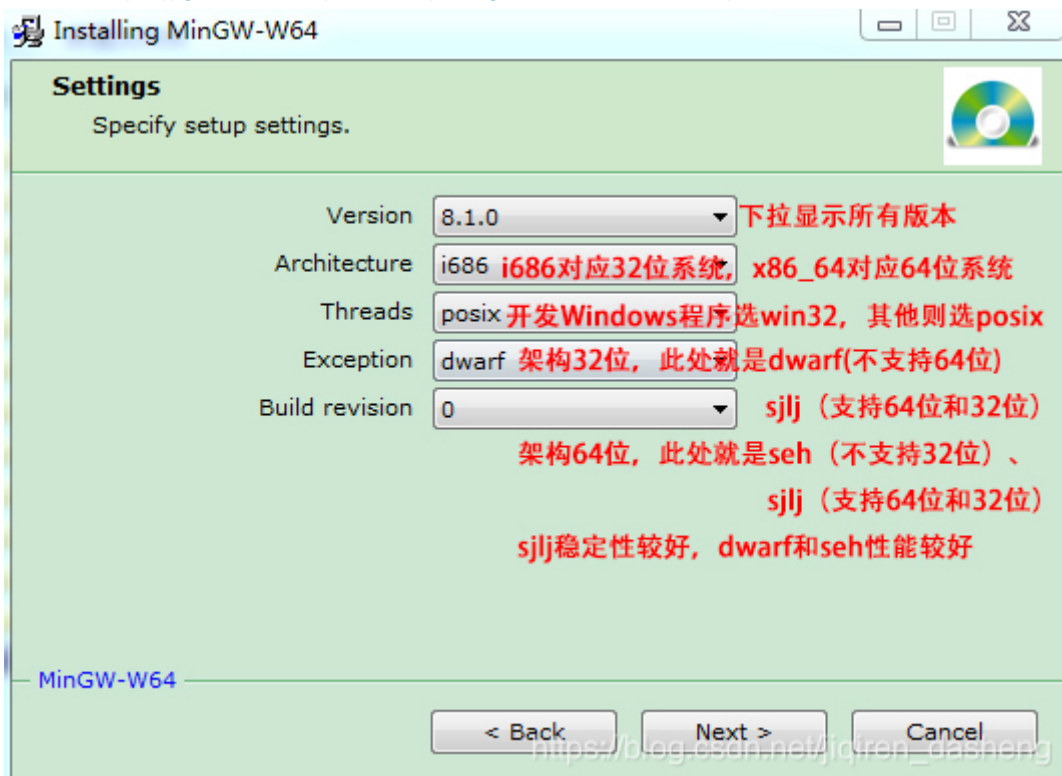 Installing MinGW-W64
Settings
Specify setup settings.
Version 8.1.0 下拉显示所有版本
Architecture i686 i686对应32位系统，x86_64对应64位系统
Threads posix 开发Windows程序选win32，其他则选posix
Exception dwarf 架构32位，此处就是dwarf(不支持64位)
Build revision 0 sjlj（支持64位和32位）
架构64位，此处就是seh（不支持32位）、
sjlj（支持64位和32位）
sjlj稳定性较好，dwarf和seh性能较好
MinGW-W64
< Back Next > Cancel
https://blog.csdn.net/jiqiren_dasheng